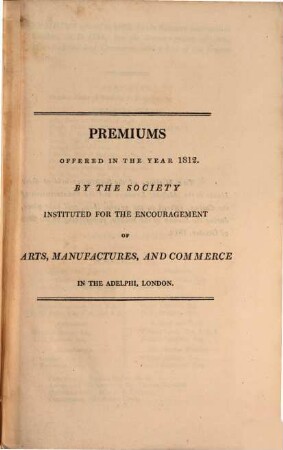 PREMIUMS
OFFERED IN THE YEAR 1812.
BY THE SOCIETY
INSTITUTED FOR THE ENCOURAGEMENT
OF
ARTS, MANUFACTURES, AND COMMERCE
IN THE ADELPHI, LONDON.